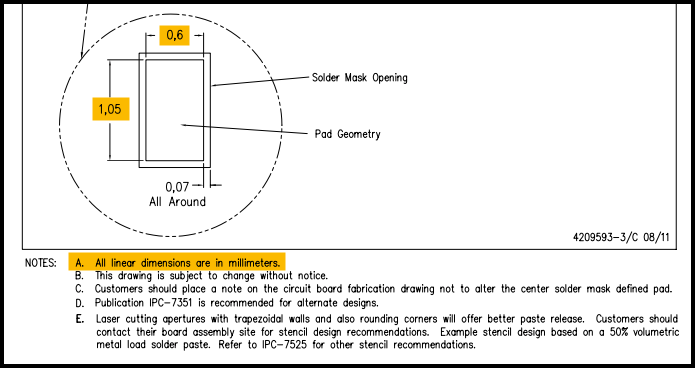 0,6
Solder Mask Opening
1,05
Pad Geometry
0,07
All Around
4209593-3/C 08/11
NOTES: A. All linear dimensions are in millimeters.
B. This drawing is subject to change without notice.
C. Customers should place a note on the circuit board fabrication drawing not to alter the center solder mask defined pad.
D. Publication IPC-7351 is recommended for alternate designs.
E. Laser cutting apertures with trapezoidal walls and also rounding corners will offer better paste release. Customers should
contact their board assembly site for stencil design recommendations. Example stencil design based on a 50% volumetric
metal load solder paste. Refer to IPC-7525 for other stencil recommendations.